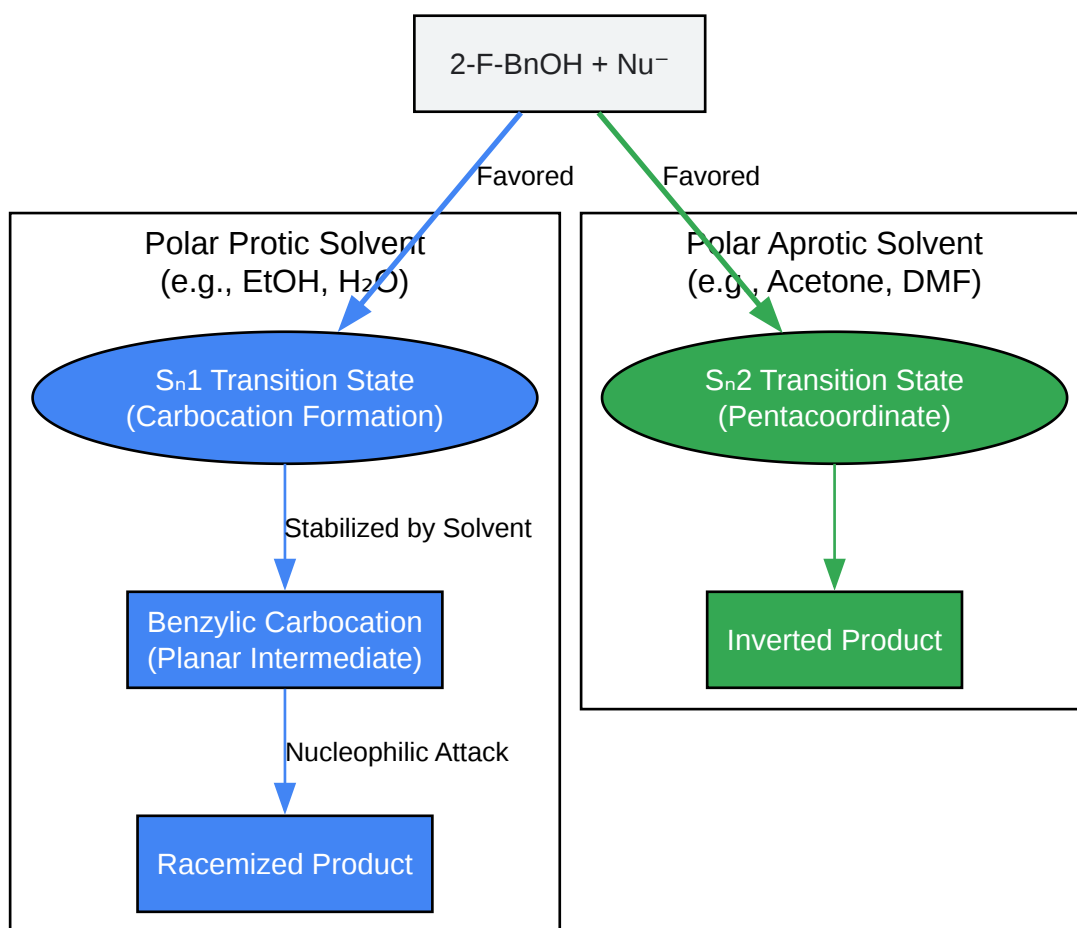 2-F-BnOH + Nu⁻
Favored
Favored
Polar Protic Solvent
(e.g., EtOH, H₂O)
Sₙ1 Transition State
(Carbocation Formation)
Stabilized by Solvent
Benzylic Carbocation
(Planar Intermediate)
Nucleophilic Attack
Racemized Product
Polar Aprotic Solvent
(e.g., Acetone, DMF)
Sₙ2 Transition State
(Pentacoordinate)
Inverted Product